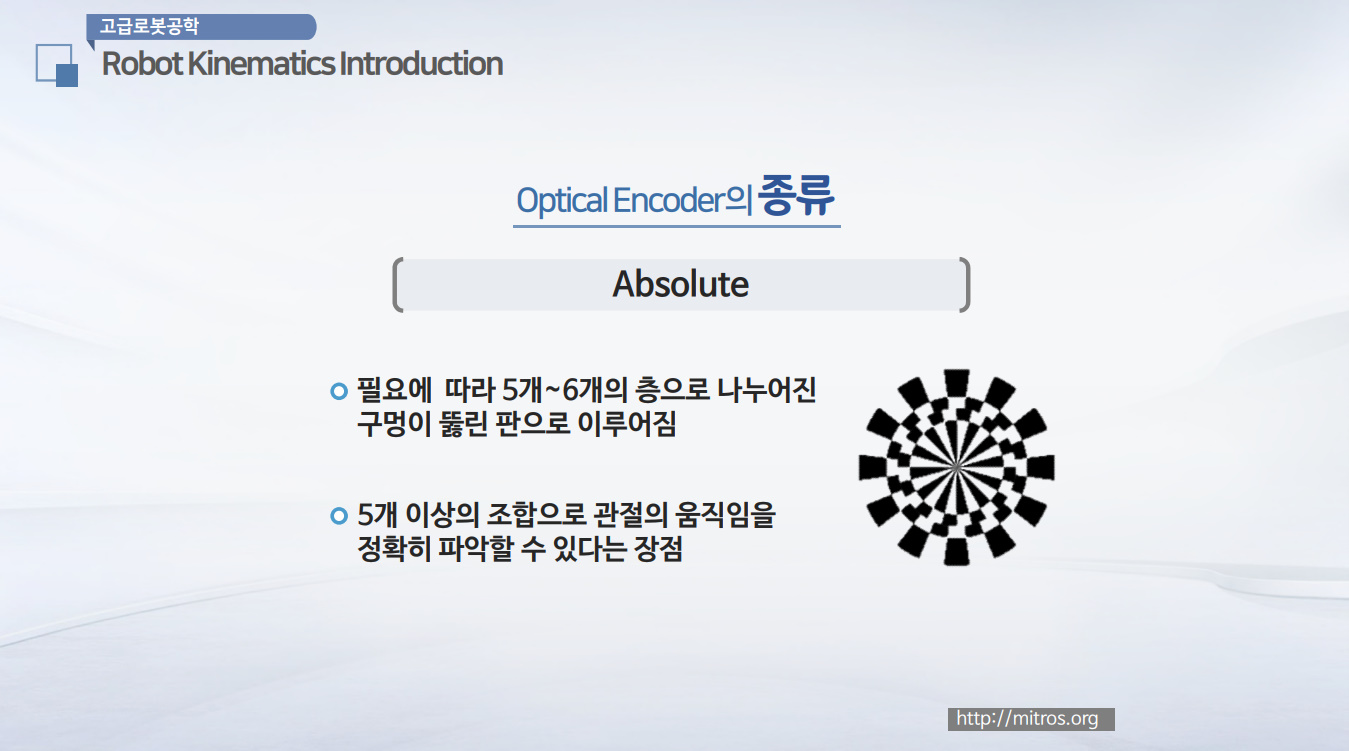 고급로봇공학
Robot Kinematics Introduction
Optical Encoder의 종류
Absolute
필요에 따라 5개~6개의 층으로 나누어진
구멍이 뚫린 판으로 이루어짐
5개 이상의 조합으로 관절의 움직임을
정확히 파악할 수 있다는 장점
http://mitros.org